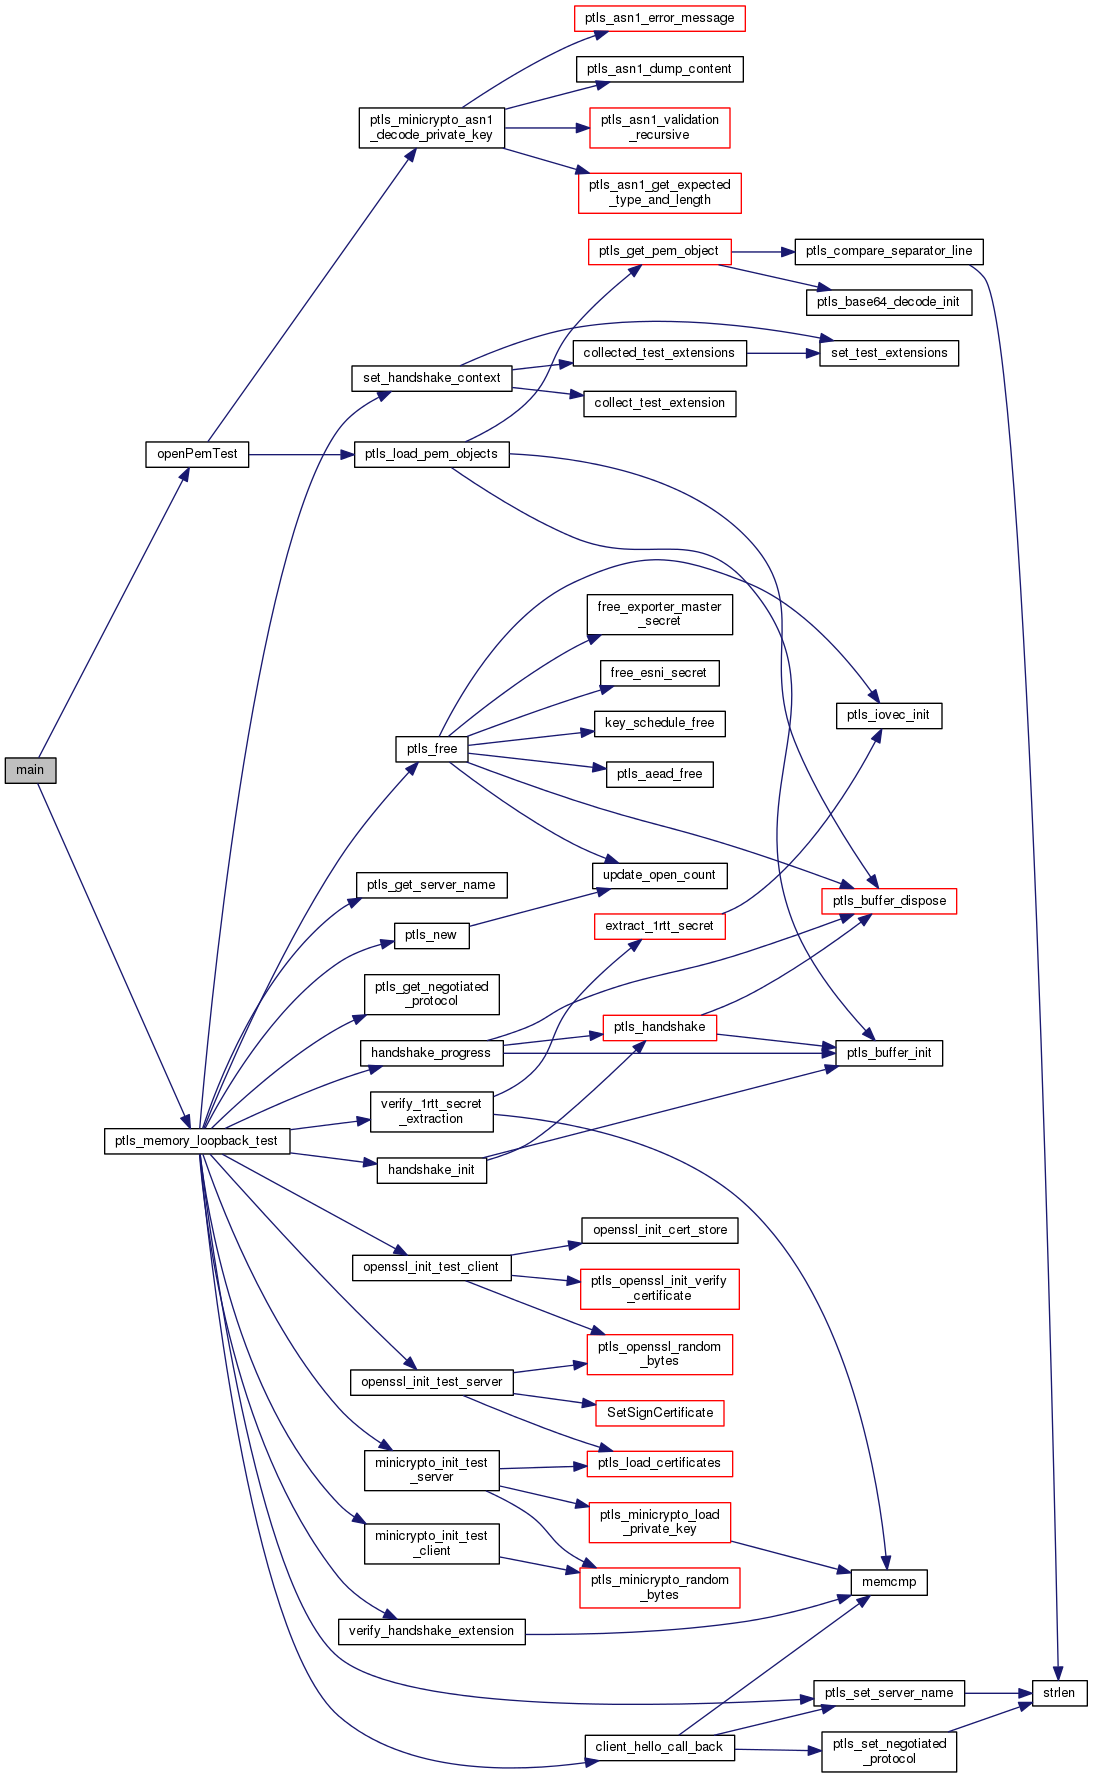 ptls_asn1_error_message
ptls_asn1_dump_content
ptls_minicrypto_asn1
_decode_private_key
ptls_asn1_validation
_recursive
ptls_asn1_get_expected
_type_and_length
ptls_get_pem_object
ptls_compare_separator_line
ptls_base64_decode_init
collected_test_extensions
set_test_extensions
set_handshake_context
collect_test_extension
openPemTest
ptls_load_pem_objects
free_exporter_master
_secret
free_esni_secret
ptls_iovec_init
key_schedule_free
ptls_free
main
ptls_aead_free
update_open_count
ptls_get_server_name
ptls_buffer_dispose
extract_1rtt_secret
ptls_new
ptls_get_negotiated
_protocol
ptls_handshake
handshake_progress
ptls_buffer_init
verify_1rtt_secret
_extraction
ptls_memory_loopback_test
handshake_init
openssl_init_cert_store
openssl_init_test_client
ptls_openssl_init_verify
_certificate
ptls_openssl_random
_bytes
openssl_init_test_server
SetSignCertificate
minicrypto_init_test
_server
ptls_load_certificates
ptls_minicrypto_load
_private_key
minicrypto_init_test
_client
ptls_minicrypto_random
_bytes
memcmp
verify_handshake_extension
ptls_set_server_name
strlen
client_hello_call_back
ptls_set_negotiated
_protocol